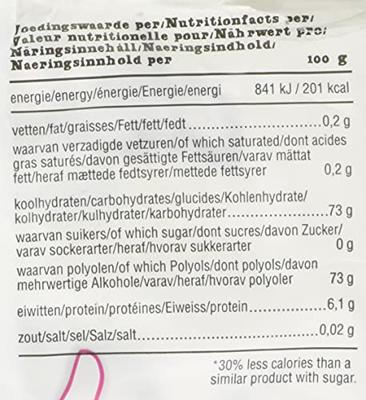 Joedingswaarde per/Nutritionfacts per/
Valeur nutritionelle pour/Nährwert pro:
Näringsinnehåll/Naeringsindhold/
Naeringsinnhold per 100 g
energie/energy/énergie/Energie/energi 841 kJ / 201 kcal
vetten/fat/graisses/Fett/fett/fedt..............................0,2 g
waarvan verzadigde vetzuren/of which saturated/dont acides
gras saturés/davon gesättigte Fettsäuren/varav mättat
fett/heraf mættede fedtsyrer/mettede fettsyrer 0,2 g
koolhydraten/carbohydrates/glucides/Kohlenhydrate/
kolhydrater/kulhydrater/karbohydrater....................73 g
waarvan suikers/of which sugar/dont sucres/davon Zucker/
varav sockerarter/heraf/hvorav sukkerarter 0 g
waarvan polyolen/of which Polyols/dont polyols/davon
mehrwertige Alkohole/varav/heraf/hvorav polyoler 73 g
eiwitten/protein/protéines/Eiweiss/protein................6,1 g
zout/salt/sel/Salz/salt.....................................0,02 g
*30% less calories than a
similar product with sugar.